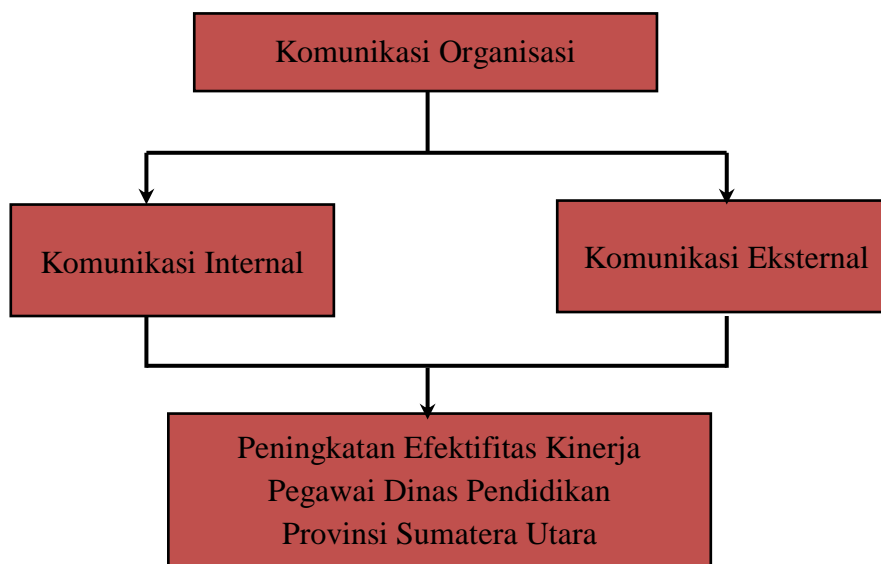 Komunikasi Organisasi
Komunikasi Internal
Komunikasi Eksternal
Peningkatan Efektifitas Kinerja
Pegawai Dinas Pendidikan
Provinsi Sumatera Utara